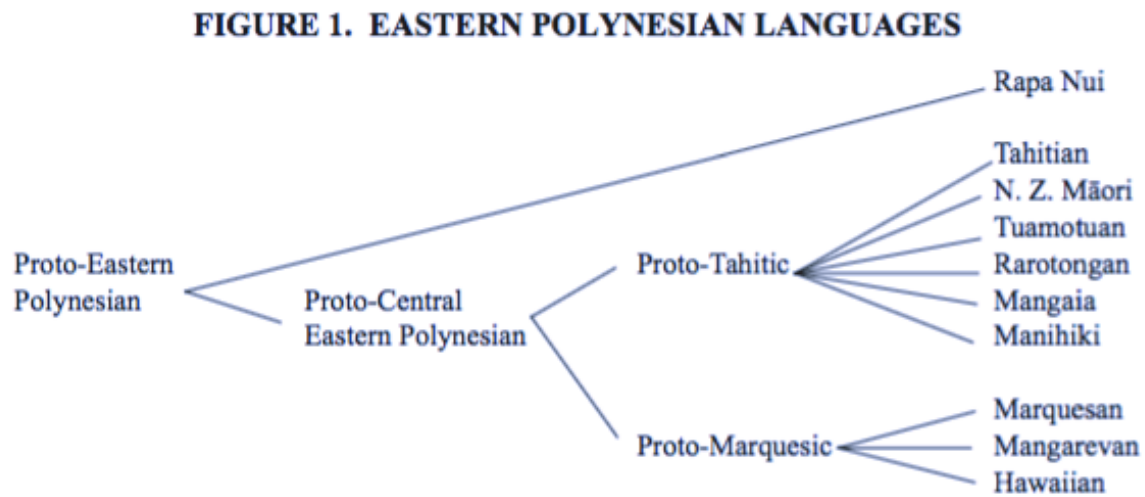 FIGURE 1. EASTERN POLYNESIAN LANGUAGES
Rapa Nui
Tahitian
N. Z. Māori
Tuamotuan
Proto-Eastern
Polynesian
Proto-Central
Eastern Polynesian
Proto-Tahitic
Rarotongan
Mangaia
Manihiki
Proto-Marquesic
Marquesan
Mangarevan
Hawaiian